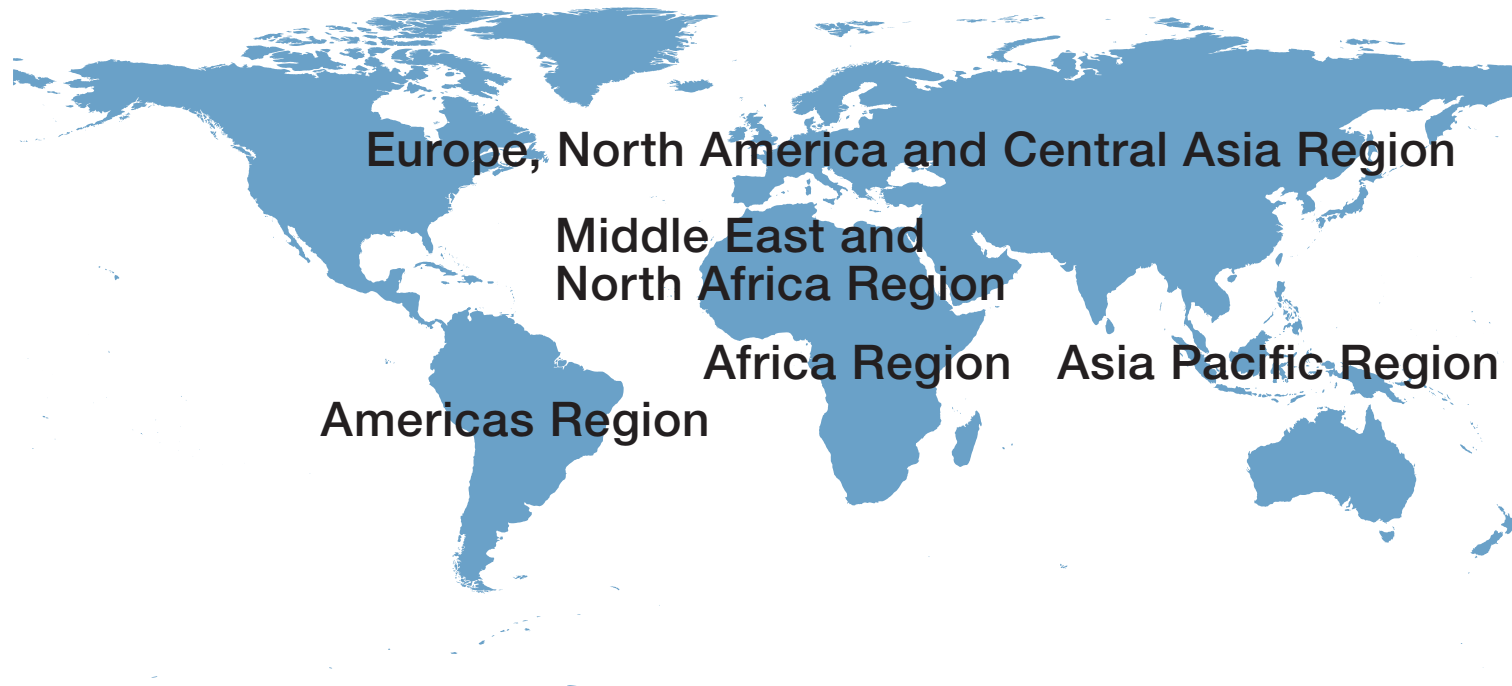 Europe, North America and Central Asia Region
Middle East and
North Africa Region
Africa Region
Asia Pacific Region
Americas Region